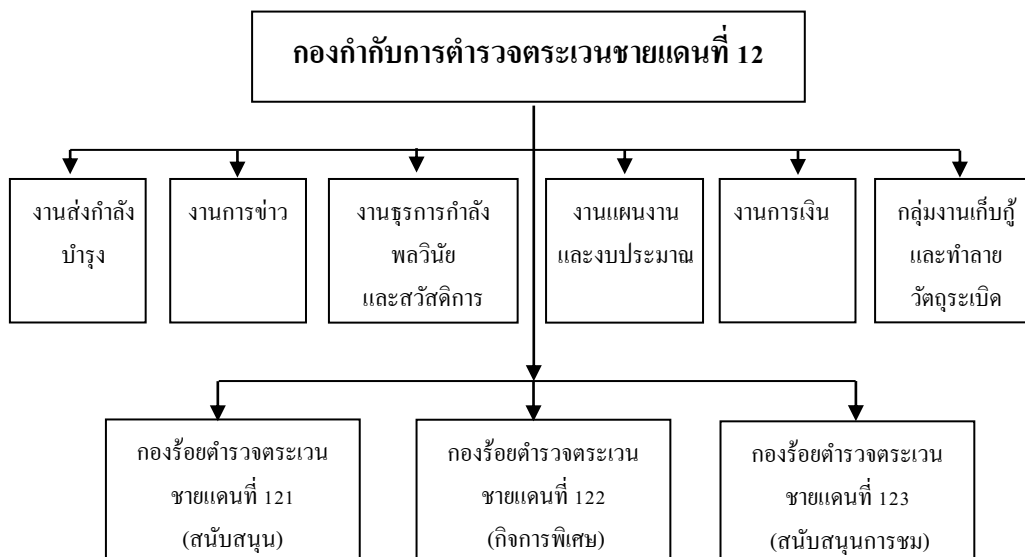 กองกำกับการตำรวจตระเวนชายแดนที่ 12
งานส่งกำลัง
บำรุง
งานการข่าว
งานธุรการกำลัง
พลวินัย
และสวัสดิการ
งานแผนงาน
และงบประมาณ
งานการเงิน
กลุ่มงานเก็บกู้
และทำลาย
วัตถุระเบิด
กองร้อยตำรวจตระเวน
ชายแดนที่ 121
(สนับสนุน)
กองร้อยตำรวจตระเวน
ชายแดนที่ 122
(กิจการพิเศษ)
กองร้อยตำรวจตระเวน
ชายแดนที่ 123
(สนับสนุนการชม)